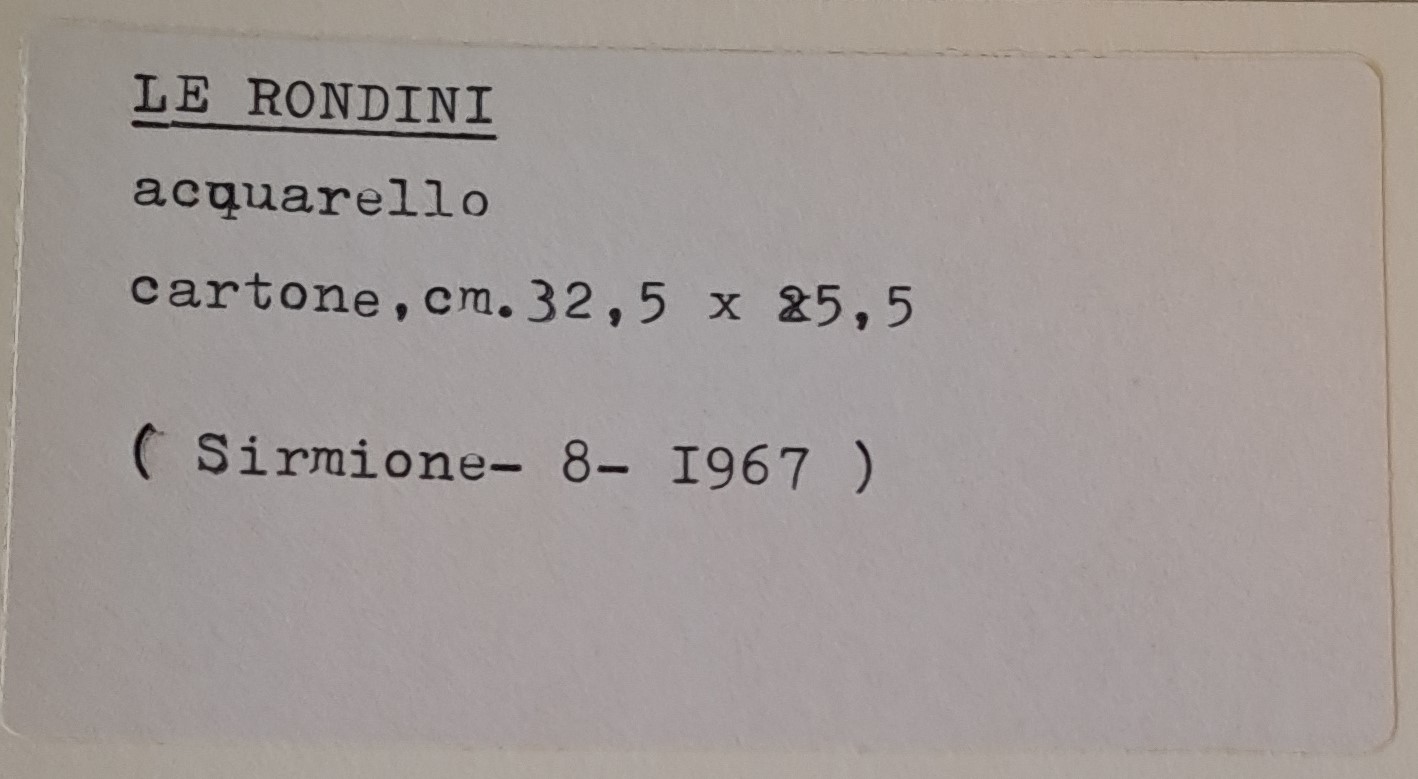 LE RONDINI
acquarello
cartone,cm.32,5 x 25,5
( Sirmione- 8- I967 )